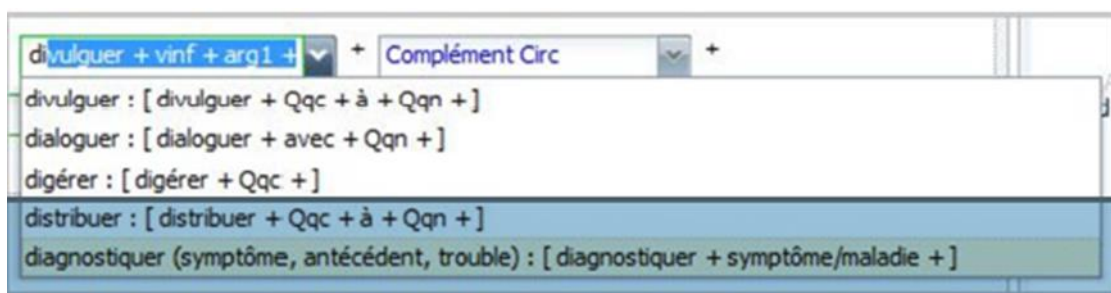 divulguer + vinf + arg1 + + Complément Circ +
divulguer : [ divulguer + Qqc + à + Qqn + ]
dialoguer : [ dialoguer + avec + Qqn + ]
digérer : [ digérer + Qqc + ]
distribuer : [ distribuer + Qqc + à + Qqn + ]
diagnostiquer (symptôme, antécédent, trouble) : [ diagnostiquer + symptôme/maladie + ]